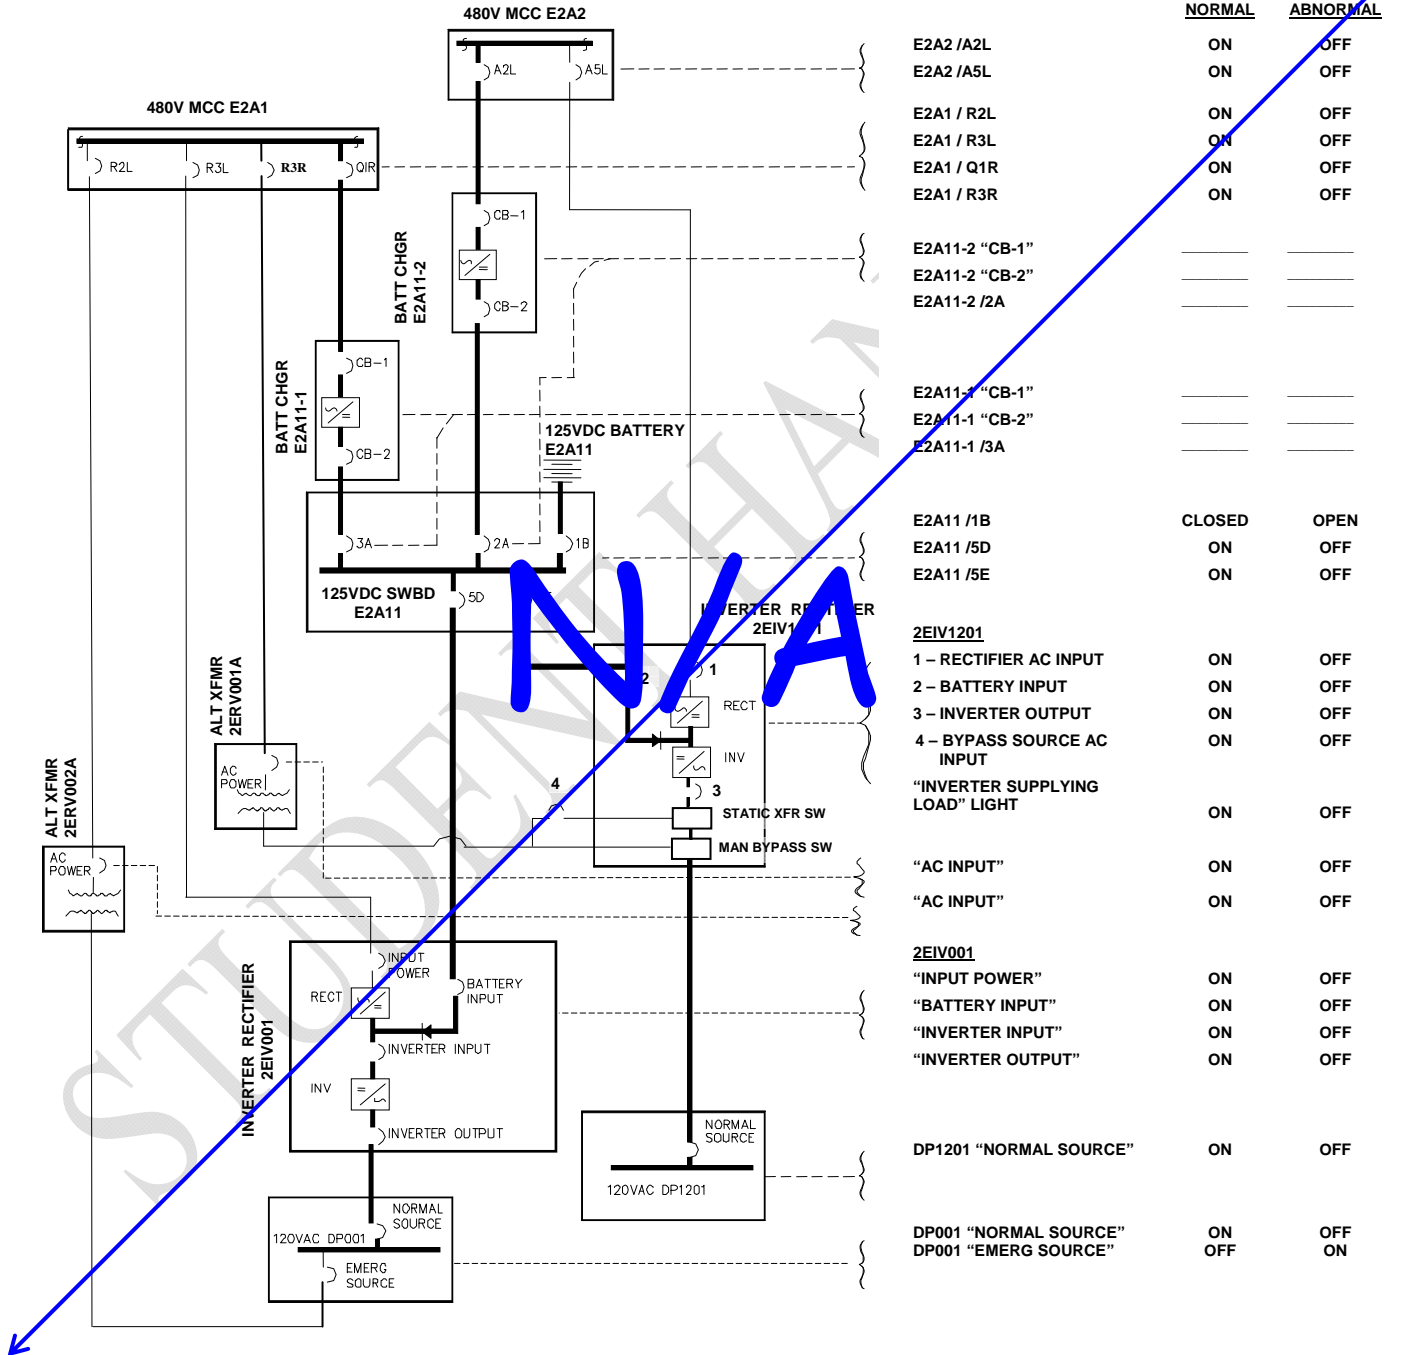 480V MCC E2A2
NORMAL ABNORMAL
A2L
A5L
E2A2 /A2L ON OFF
E2A2 /A5L ON OFF
480V MCC E2A1
R2L
R3L
R3R
Q1R
E2A1 / R2L ON OFF
E2A1 / R3L ON OFF
E2A1 / Q1R ON OFF
E2A1 / R3R ON OFF
BATT CHGR
E2A11-2
CB-1
CB-2
E2A11-2 “CB-1”
E2A11-2 “CB-2”
E2A11-2 /2A
BATT CHGR
E2A11-1
CB-1
CB-2
E2A11-1 “CB-1”
E2A11-1 “CB-2”
E2A11-1 /3A
125VDC BATTERY
E2A11
3A
2A
1B
125VDC SWBD
E2A11
5D
E2A11 /1B CLOSED OPEN
E2A11 /5D ON OFF
E2A11 /5E ON OFF
N/A
INVERTER RECTIFIER
2EIV1201
1
2
RECT
INV
3
4
STATIC XFR SW
MAN BYPASS SW
2EIV1201
1 – RECTIFIER AC INPUT ON OFF
2 – BATTERY INPUT ON OFF
3 – INVERTER OUTPUT ON OFF
4 – BYPASS SOURCE AC
INPUT ON OFF
“INVERTER SUPPLYING
LOAD” LIGHT ON OFF
ALT XFMR
2ERV001A
AC
POWER
ALT XFMR
2ERV002A
AC
POWER
“AC INPUT” ON OFF
“AC INPUT” ON OFF
INVERTER RECTIFIER
2EIV001
INPUT
POWER
RECT
BATTERY
INPUT
INVERTER INPUT
INV
INVERTER OUTPUT
2EIV001
“INPUT POWER” ON OFF
“BATTERY INPUT” ON OFF
“INVERTER INPUT” ON OFF
“INVERTER OUTPUT” ON OFF
NORMAL
SOURCE
120VAC DP1201
DP1201 “NORMAL SOURCE” ON OFF
NORMAL
SOURCE
120VAC DP001
EMERG
SOURCE
DP001 “NORMAL SOURCE” ON OFF
DP001 “EMERG SOURCE” OFF ON
STUDENT HAN